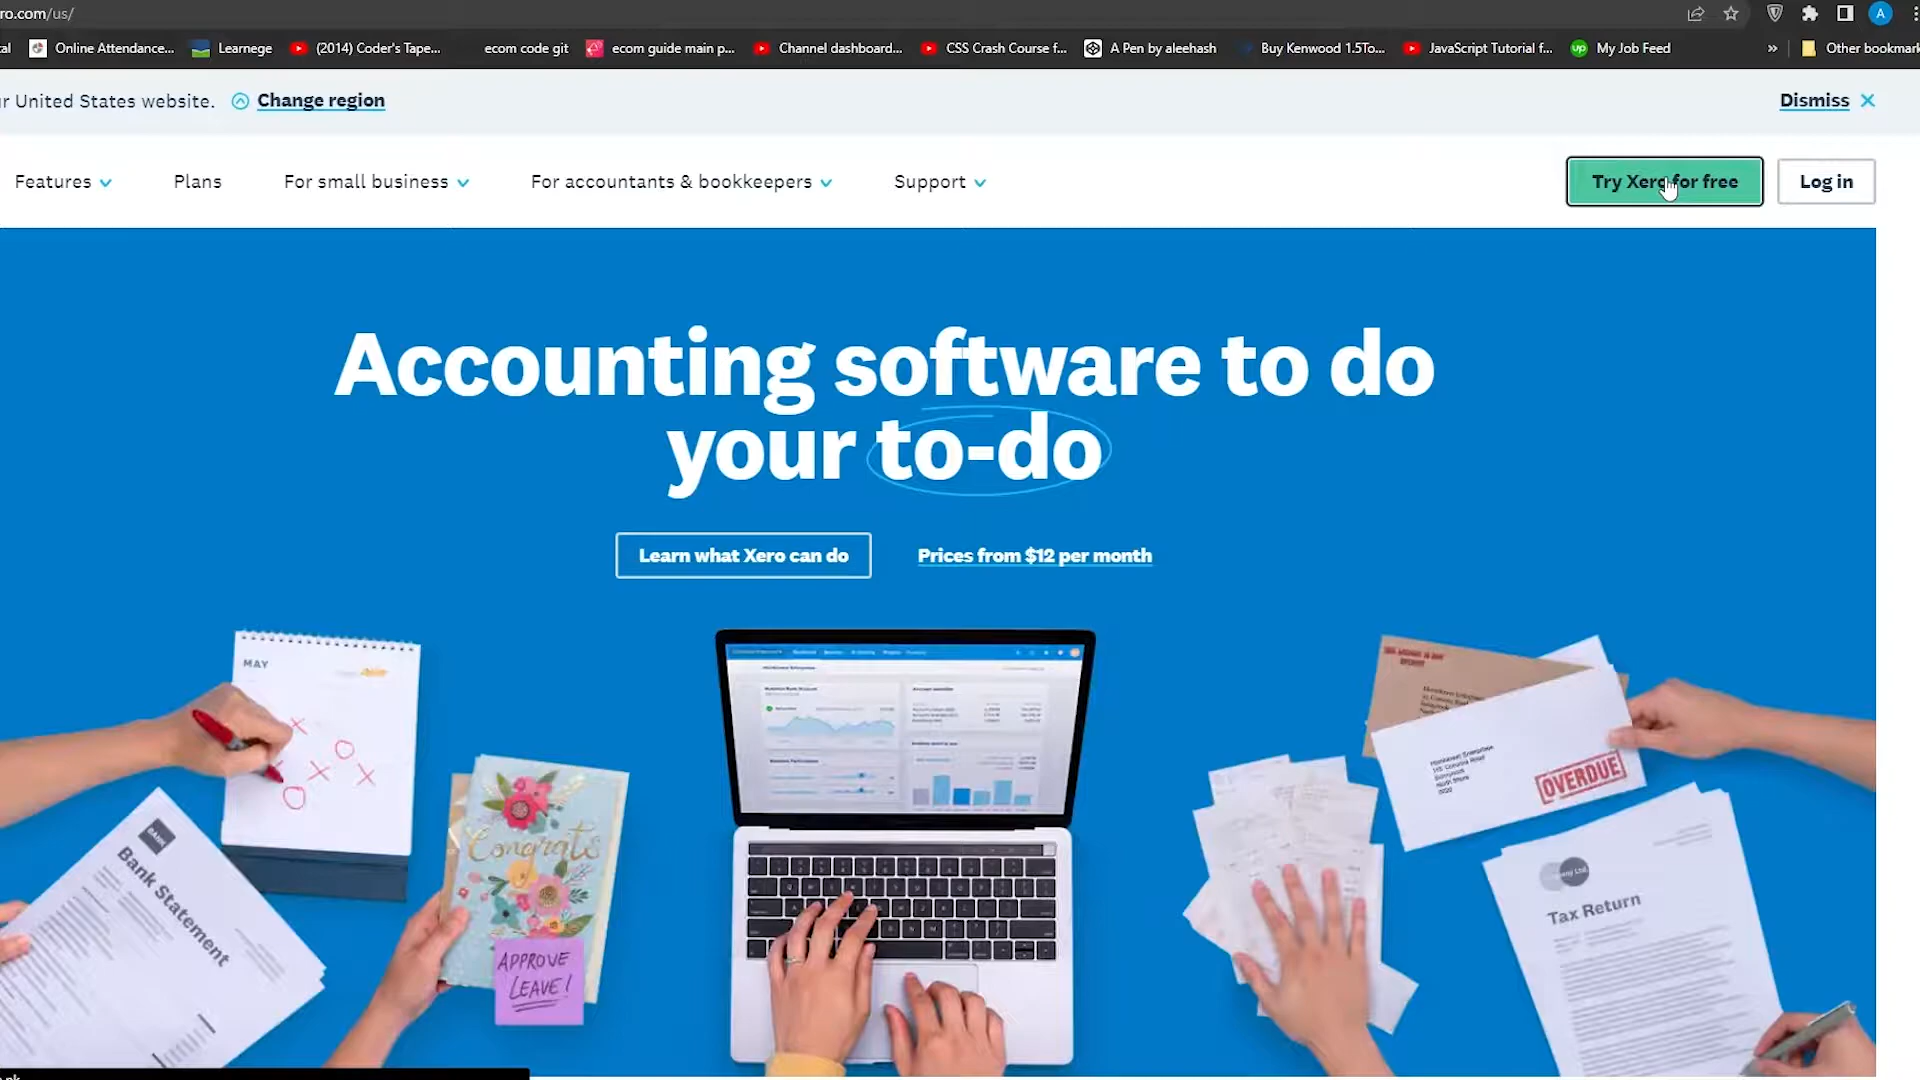 ro.com/us/
Online Attendance...
Learnege
(2014) Coder's Tape...
ecom code git
ecom guide main p...
Channel dashboard...
CSS Crash Course f...
A Pen by aleehash
Buy Kenwood 1.5To...
JavaScript Tutorial f...
My Job Feed
»
Other bookmark
r United States website.
Change region
Dismiss
Features
Plans
For small business
For accountants & bookkeepers
Support
Try Xero for free
Log in
A
Accounting software to do
your to-do
Learn what Xero can do
Prices from $12 per month
MAY
BANK
Bank Statement
Congrats
APPROVE
LEAVE!
OVERDUE
Tax Return